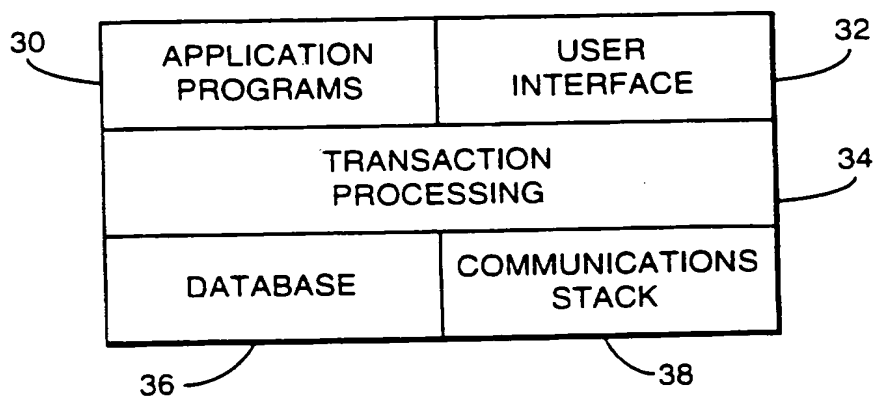 30
APPLICATION
PROGRAMS
USER
INTERFACE
32
TRANSACTION
PROCESSING
34
DATABASE
COMMUNICATIONS
STACK
36
38